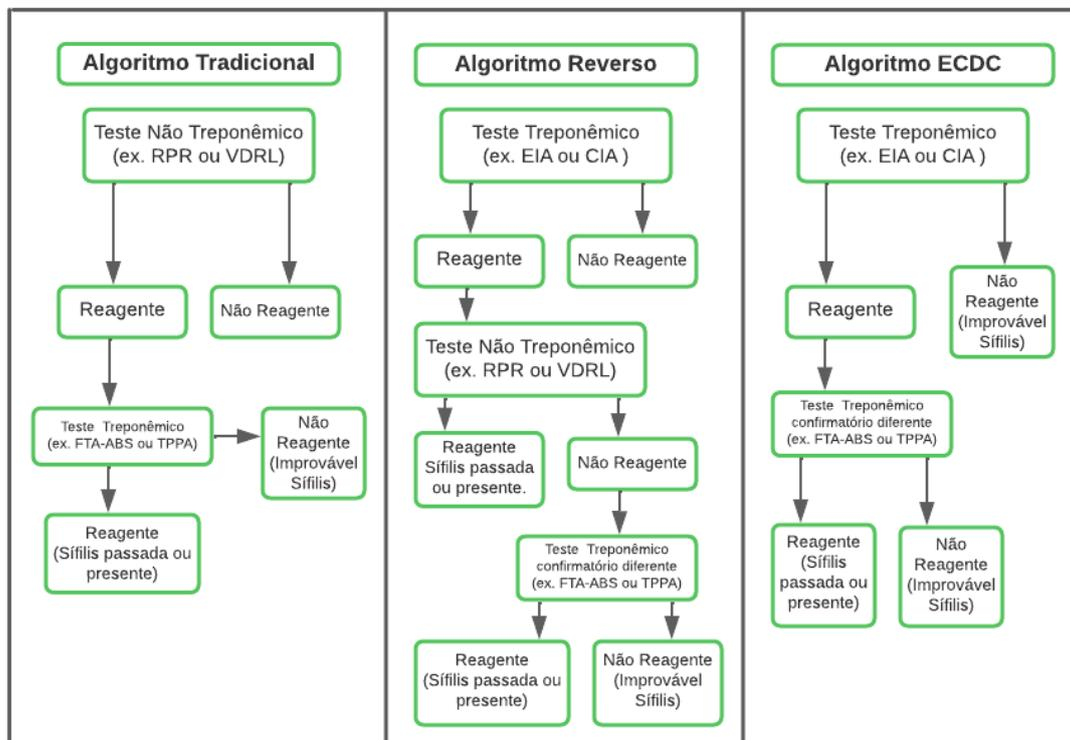 Algoritmo Tradicional
Teste Não Treponêmico
(ex. RPR ou VDRL)
Reagente
Não Reagente
Teste Treponêmico
(ex. FTA-ABS ou TPPA)
Não
Reagente
(Improvável
Sífilis)
Reagente
(Sífilis passada ou
presente)
Algoritmo Reverso
Teste Treponêmico
(ex. EIA ou CIA )
Reagente
Não Reagente
Teste Não Treponêmico
(ex. RPR ou VDRL)
Reagente
Sífilis passada
ou presente.
Não Reagente
Teste Treponêmico
confirmatório diferente
(ex. FTA-ABS ou TPPA)
Reagente
(Sífilis passada ou
presente)
Não Reagente
(Improvável
Sífilis)
Algoritmo ECDC
Teste Treponêmico
(ex. EIA ou CIA )
Reagente
Não
Reagente
(Improvável
Sífilis)
Teste Treponêmico
confirmatório diferente
(ex. FTA-ABS ou TPPA)
Reagente
(Sífilis
passada ou
presente)
Não
Reagente
(Improvável
Sífilis)